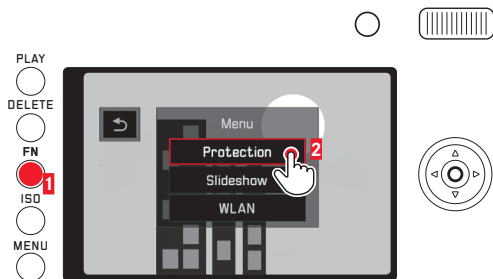 PLAY
DELETE
FN
1
ISO
MENU
Menu
Protection
2
Slideshow
WLAN